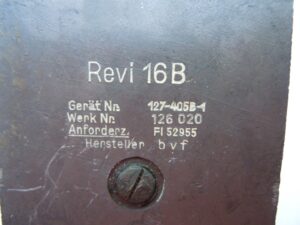 Revi 16B
Gerät Nr. 127-405B-1
Werk Nr. 126 020
Anforderz. Fl 52955
Hersteller bvf